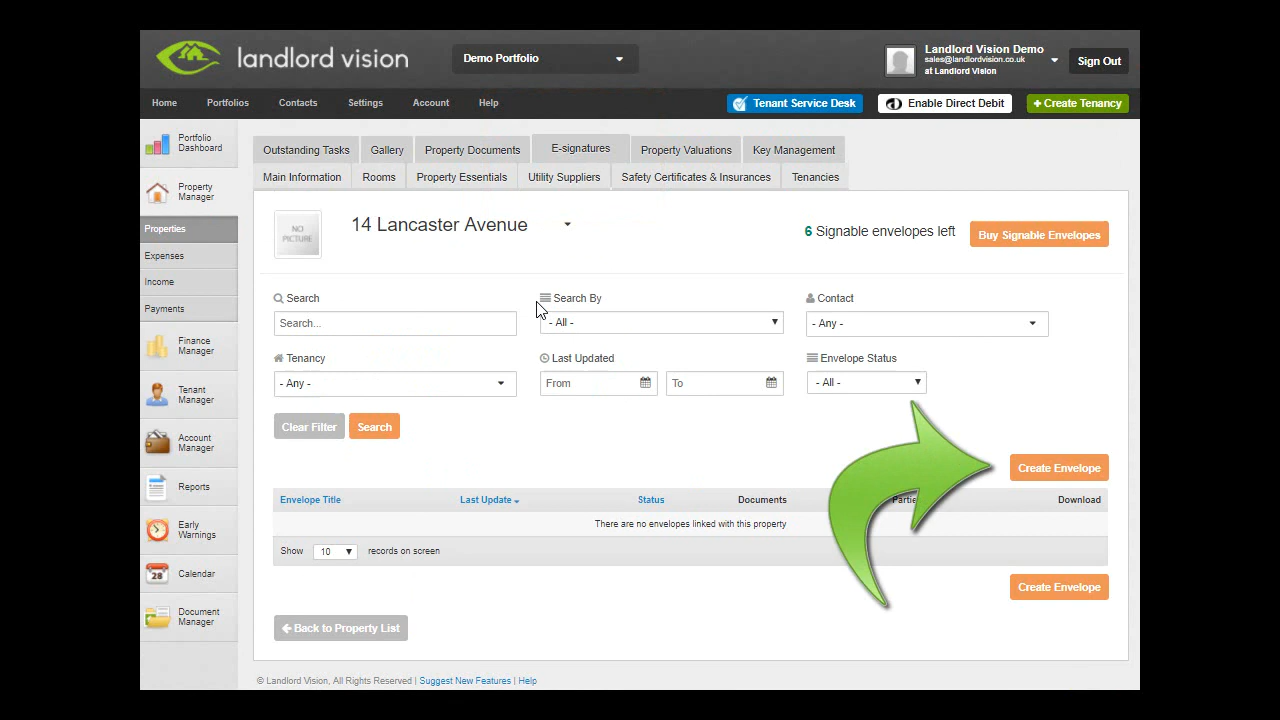 landlord vision
Demo Portfolio
Landlord Vision Demo
sales@landlordvision.co.uk
at Landlord Vision
Sign Out
Home Portfolios Contacts Settings Account Help
Tenant Service Desk
Enable Direct Debit
+ Create Tenancy
Portfolio
Dashboard
Property
Manager
Properties
Expenses
Income
Payments
Finance
Manager
Tenant
Manager
Account
Manager
Reports
Early
Warnings
28
Calendar
Document
Manager
Outstanding Tasks Gallery Property Documents E-signatures Property Valuations Key Management
Main Information Rooms Property Essentials Utility Suppliers Safety Certificates & Insurances Tenancies
NO
PICTURE
14 Lancaster Avenue
6 Signable envelopes left
Buy Signable Envelopes
Search Search By Contact
Search... - All - - Any -
Tenancy Last Updated Envelope Status
- Any - From To - All -
Clear Filter Search
Create Envelope
Envelope Title Last Update Status Documents Download
There are no envelopes linked with this property
Show 10 records on screen
Create Envelope
Back to Property List
© Landlord Vision, All Rights Reserved | Suggest New Features | Help